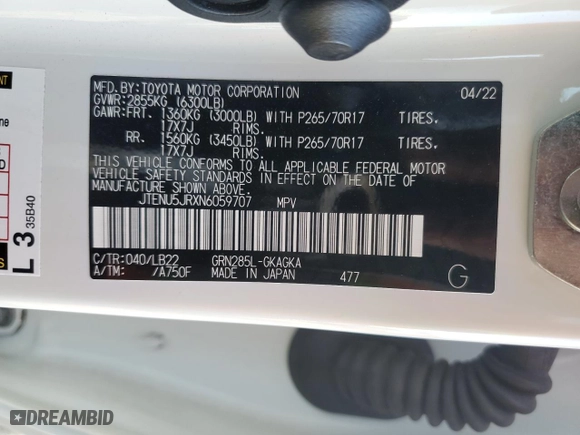 MFD.BY:TOYOTA MOTOR CORPORATION 04/22
GVWR:2855KG (6300LB)
GAWR:FRT. 1360KG (3000LB) WITH P265/70R17 TIRES.
17X7J RIMS.
RR. 1560KG (3450LB) WITH P265/70R17 TIRES.
17X7J RIMS.
THIS VEHICLE CONFORMS TO ALL APPLICABLE FEDERAL MOTOR
VEHICLE SAFETY STANDARDS IN EFFECT ON THE DATE OF
MANUFACTURE SHOWN ABOVE.
JTENU5JRXN6059707 MPV
C/TR:040/LB22 GRN285L-GKAGKA
A/TM: /A750F MADE IN JAPAN 477
G
L 3
35B40
DREAMBID